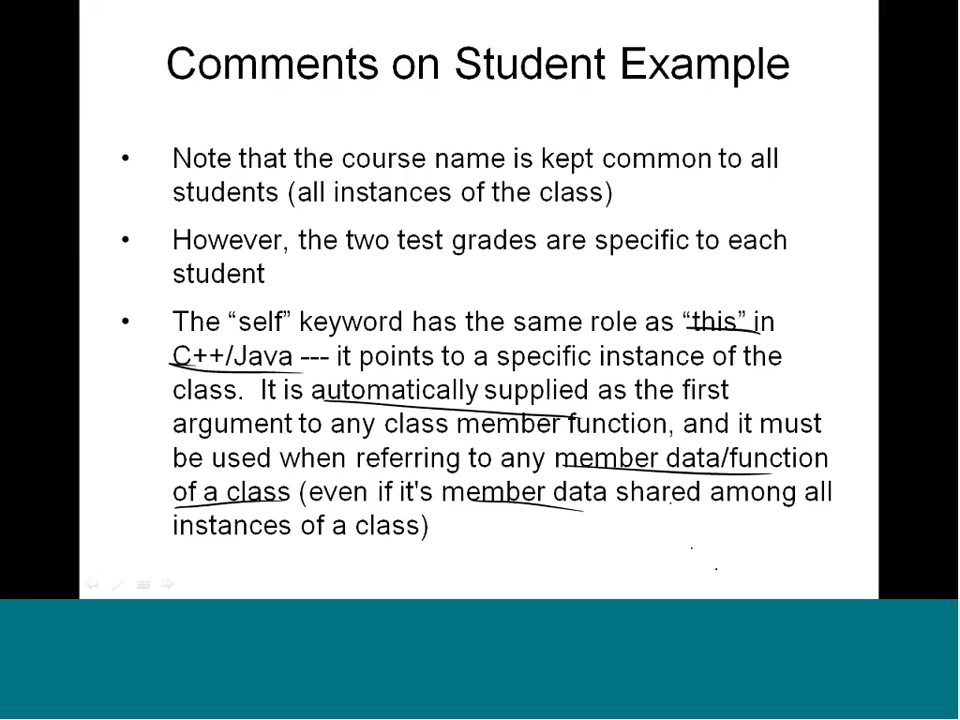 Comments on Student Example
• Note that the course name is kept common to all
students (all instances of the class)
• However, the two test grades are specific to each
student
• The “self” keyword has the same role as “this” in
C++/Java --- it points to a specific instance of the
class. It is automatically supplied as the first
argument to any class member function, and it must
be used when referring to any member data/function
of a class (even if it's member data shared among all
instances of a class)